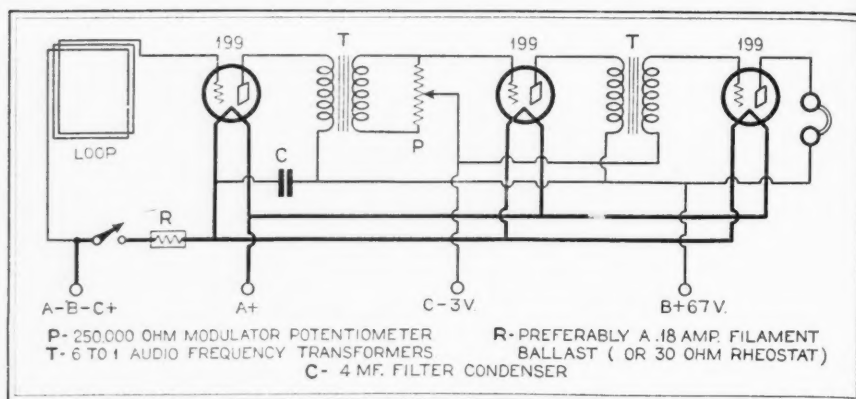 199 T 199 T 199
LOOP
P
C
R
A-B-C+ A+ C-3V. B+67V.
P-250,000 OHM MODULATOR POTENTIOMETER
T-6 TO 1 AUDIO FREQUENCY TRANSFORMERS
R-PREFERABLY A .18 AMP. FILAMENT
BALLAST ( OR 30 OHM RHEOSTAT)
C- 4 MF. FILTER CONDENSER